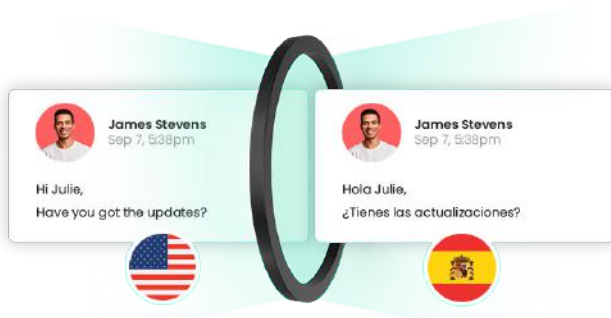 James Stevens
Sep 7, 5:38pm
Hi Julie,
Have you got the updates?
James Stevens
Sep 7, 5:38pm
Hola Julie,
¿Tienes las actualizaciones?